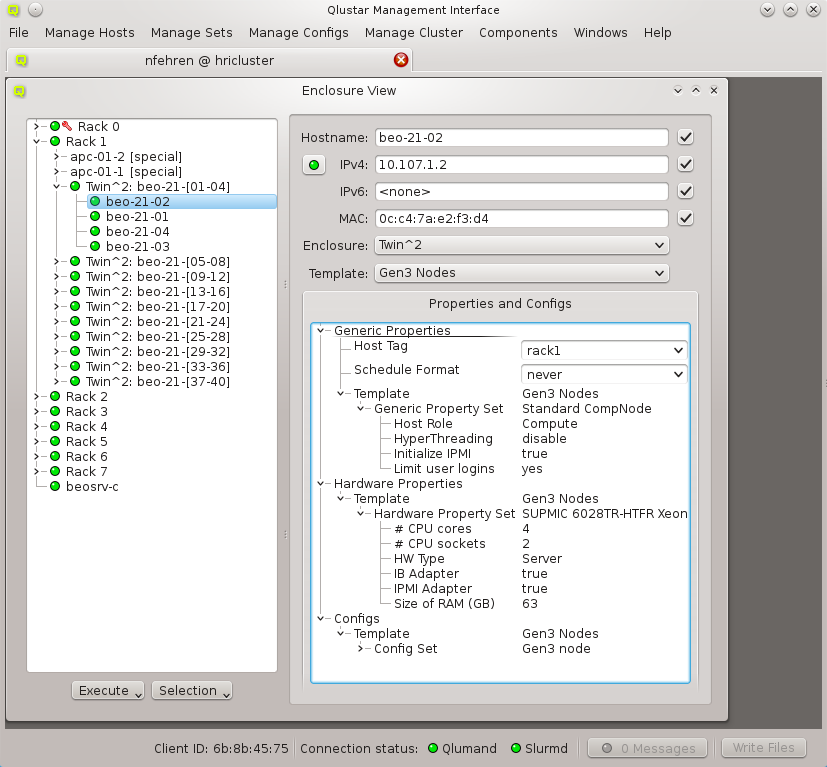 Qlustar Management Interface
File Manage Hosts Manage Sets Manage Configs Manage Cluster Components Windows Help
nfehren @ hricluster
Enclosure View
Rack 0
Rack 1
apc-01-2 [special]
apc-01-1 [special]
Twin^2: beo-21-[01-04]
beo-21-02
beo-21-01
beo-21-04
beo-21-03
Twin^2: beo-21-[05-08]
Twin^2: beo-21-[09-12]
Twin^2: beo-21-[13-16]
Twin^2: beo-21-[17-20]
Twin^2: beo-21-[21-24]
Twin^2: beo-21-[25-28]
Twin^2: beo-21-[29-32]
Twin^2: beo-21-[33-36]
Twin^2: beo-21-[37-40]
Rack 2
Rack 3
Rack 4
Rack 5
Rack 6
Rack 7
beosrv-c
Execute Selection
Hostname: beo-21-02
IPv4: 10.107.1.2
IPv6: <none>
MAC: 0c:c4:7a:e2:f3:d4
Enclosure: Twin^2
Template: Gen3 Nodes
Properties and Configs
Generic Properties
Host Tag rack1
Schedule Format never
Template Gen3 Nodes
Generic Property Set Standard CompNode
Host Role Compute
HyperThreading disable
Initialize IPMI true
Limit user logins yes
Hardware Properties
Template Gen3 Nodes
Hardware Property Set SUPMIC 6028TR-HTFR Xeon
# CPU cores 4
# CPU sockets 2
HW Type Server
IB Adapter true
IPMI Adapter true
Size of RAM (GB) 63
Configs
Template Gen3 Nodes
Config Set Gen3 node
Client ID: 6b:8b:45:75 Connection status: Qlumand Slurmd 0 Messages Write Files